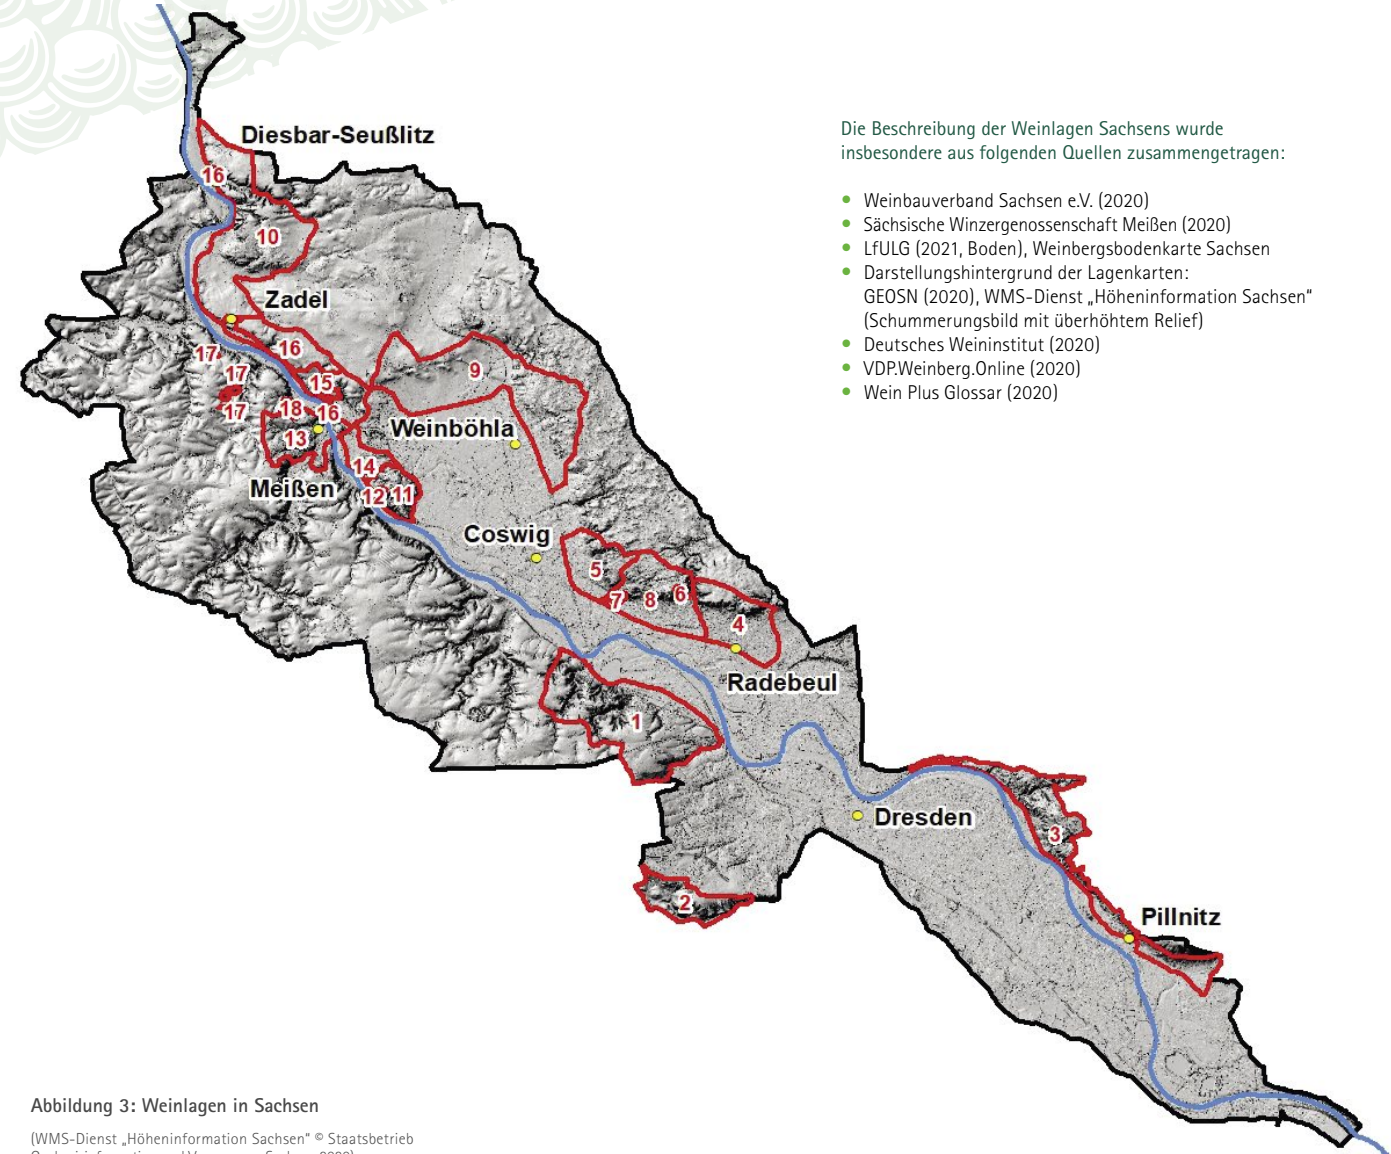 Diesbar-Seußlitz
16
10
Zadel
16
17
17
15
17
18
16
13
Meißen
9
Weinböhla
14
12
11
Coswig
5
7
8
6
4
Radebeul
1
Dresden
3
2
Pillnitz
Die Beschreibung der Weinlagen Sachsens wurde
insbesondere aus folgenden Quellen zusammengetragen:
• Weinbauverband Sachsen e.V. (2020)
• Sächsische Winzergenossenschaft Meißen (2020)
• LfULG (2021, Boden), Weinbergsbodenkarte Sachsen
• Darstellungshintergrund der Lagenkarten:
GEOSN (2020), WMS-Dienst „Höheninformation Sachsen“
(Schummerungsbild mit überhöhtem Relief)
• Deutsches Weininstitut (2020)
• VDP.Weinberg.Online (2020)
• Wein Plus Glossar (2020)
Abbildung 3: Weinlagen in Sachsen
(WMS-Dienst „Höheninformation Sachsen“ © Staatsbetrieb